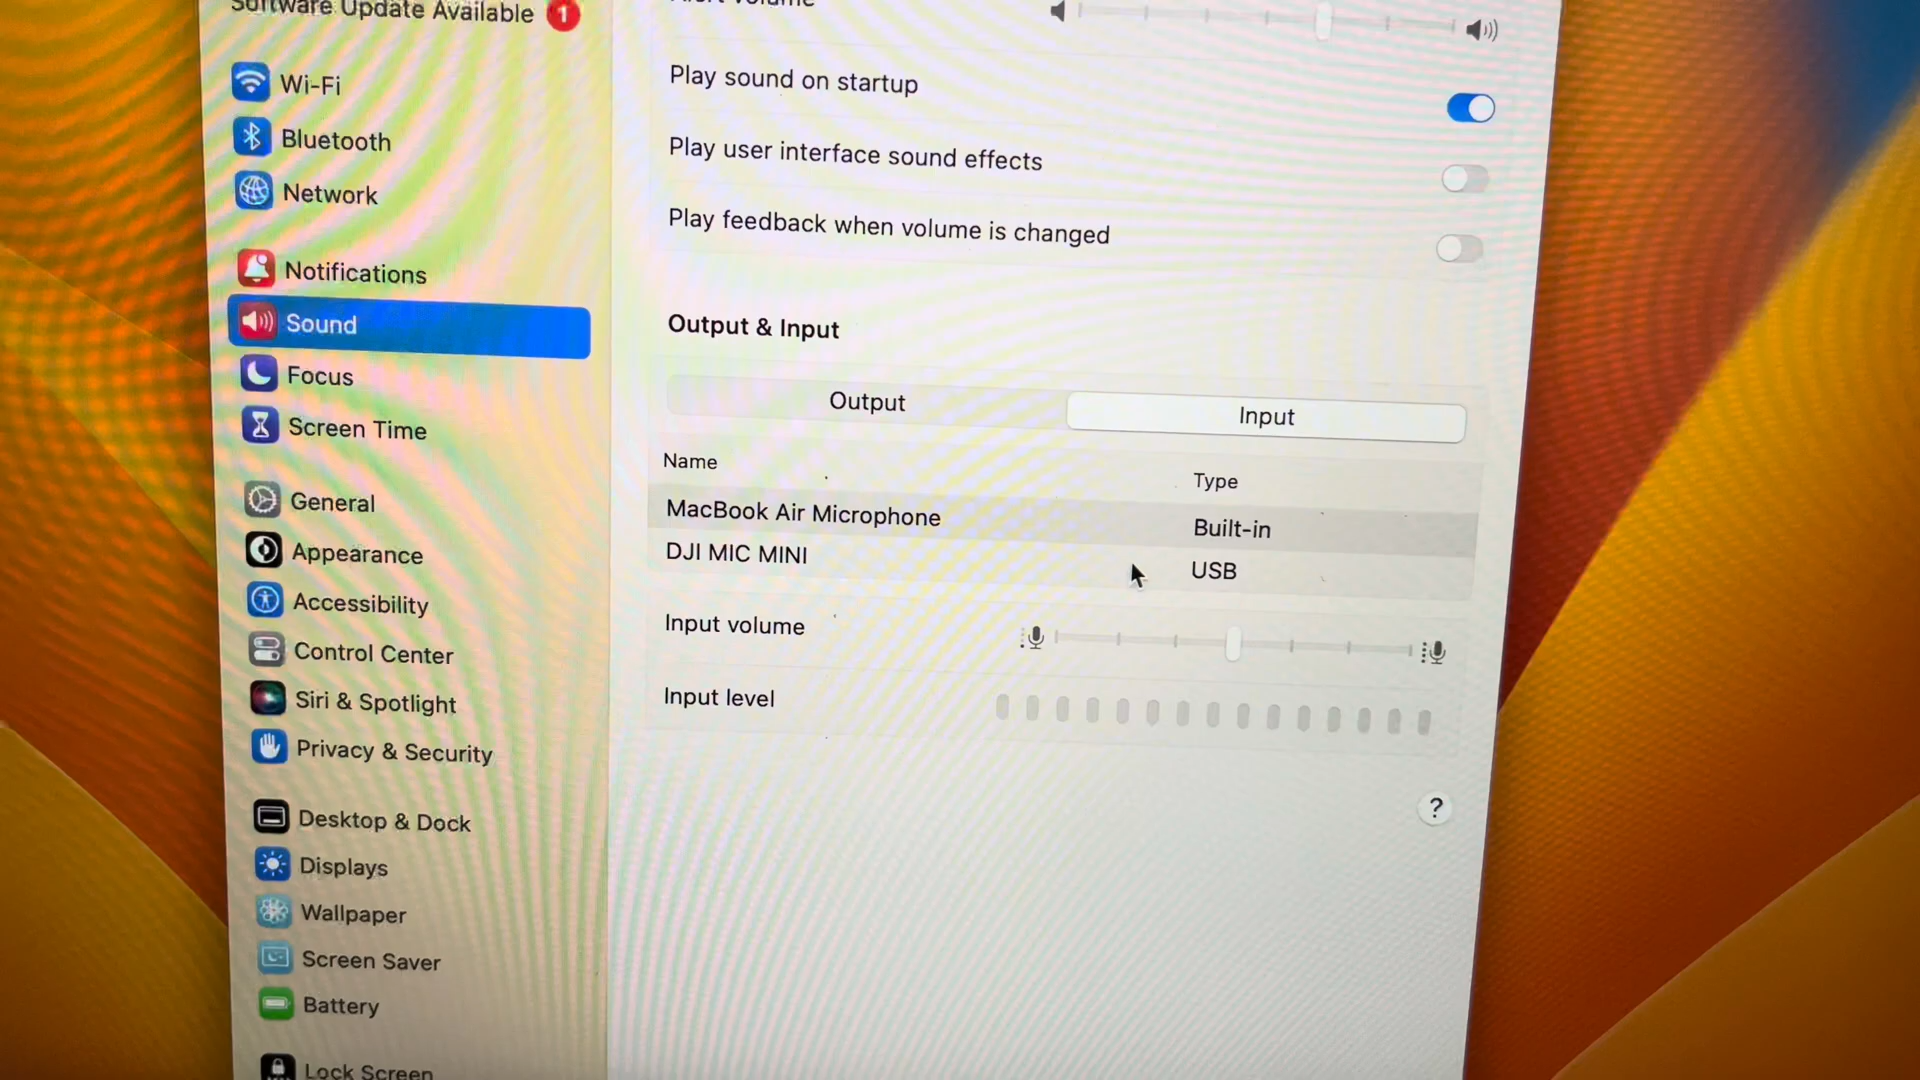 Software Update Available 1
Wi-Fi
Bluetooth
Network
Notifications
Sound
Focus
Screen Time
General
Appearance
Accessibility
Control Center
Siri & Spotlight
Privacy & Security
Desktop & Dock
Displays
Wallpaper
Screen Saver
Battery
Lock Screen
Alert volume
Play sound on startup
Play user interface sound effects
Play feedback when volume is changed
Output & Input
Output Input
Name Type
MacBook Air Microphone Built-in
DJI MIC MINI USB
Input volume
Input level
?